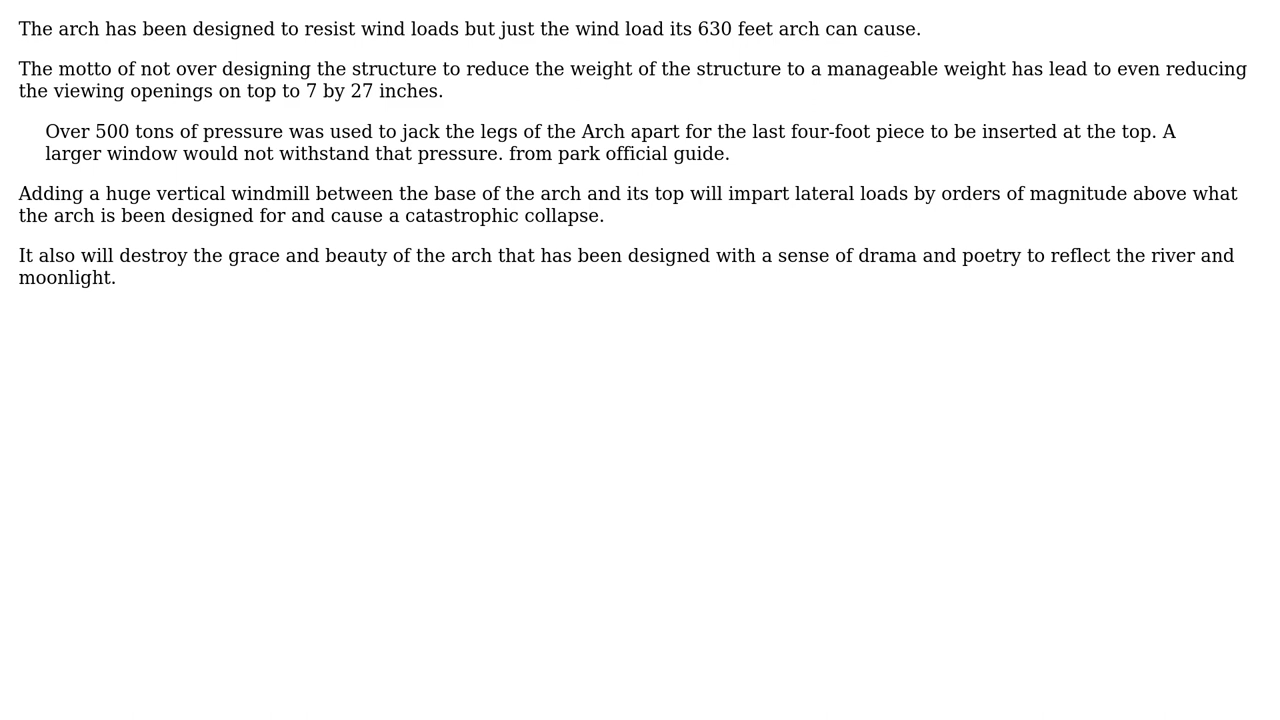 The arch has been designed to resist wind loads but just the wind load its 630 feet arch can cause.
The motto of not over designing the structure to reduce the weight of the structure to a manageable weight has lead to even reducing
the viewing openings on top to 7 by 27 inches.
Over 500 tons of pressure was used to jack the legs of the Arch apart for the last four-foot piece to be inserted at the top. A
larger window would not withstand that pressure. from park official guide.
Adding a huge vertical windmill between the base of the arch and its top will impart lateral loads by orders of magnitude above what
the arch is been designed for and cause a catastrophic collapse.
It also will destroy the grace and beauty of the arch that has been designed with a sense of drama and poetry to reflect the river and
moonlight.